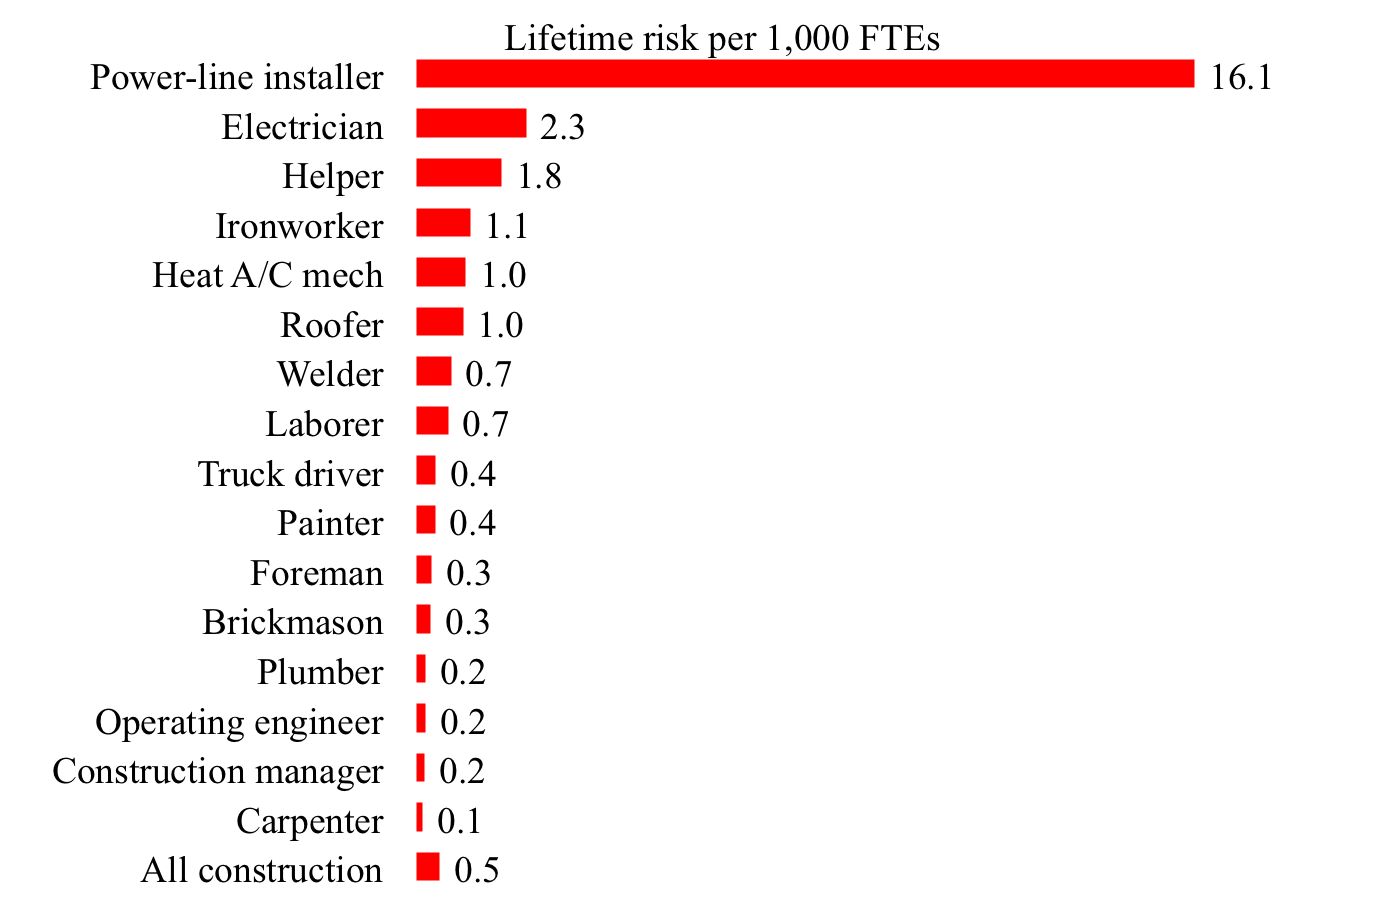 Lifetime risk per 1,000 FTEs
Power-line installer 16.1
Electrician 2.3
Helper 1.8
Ironworker 1.1
Heat A/C mech 1.0
Roofer 1.0
Welder 0.7
Laborer 0.7
Truck driver 0.4
Painter 0.4
Foreman 0.3
Brickmason 0.3
Plumber 0.2
Operating engineer 0.2
Construction manager 0.2
Carpenter 0.1
All construction 0.5